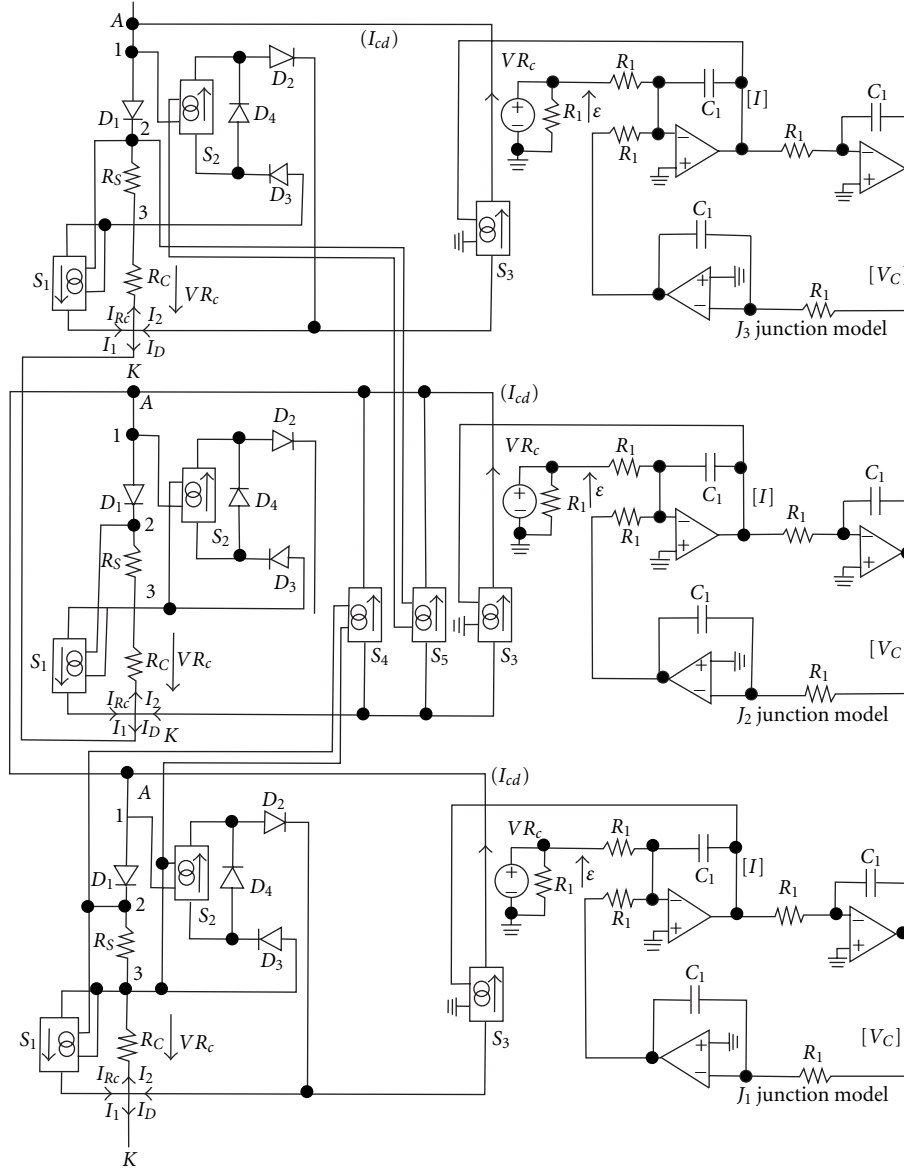 A
(I_cd)
1
D_2
VR_c
R_1
C_1
[I]
C_1
D_1
2
S_2
D_4
R_1
ε
R_1
C_1
R_1
− +
R_S
D_3
3
S_1
R_C
VR_c
S_3
C_1
R_1
[V_C]
I_Rc
I_2
I_1
I_D
J_3 junction model
K
A
(I_cd)
1
D_2
VR_c
R_1
C_1
[I]
C_1
D_1
2
S_2
D_4
R_1
ε
R_1
R_1
− +
R_S
D_3
3
S_1
R_C
VR_c
S_4
S_5
S_3
C_1
R_1
[V_C]
I_Rc
I_2
I_1
I_D
K
J_2 junction model
A
(I_cd)
1
D_2
VR_c
R_1
C_1
[I]
C_1
D_1
2
S_2
D_4
R_1
ε
R_1
R_1
− +
R_S
D_3
3
S_1
R_C
VR_c
S_3
C_1
R_1
[V_C]
I_Rc
I_2
I_1
I_D
J_1 junction model
K